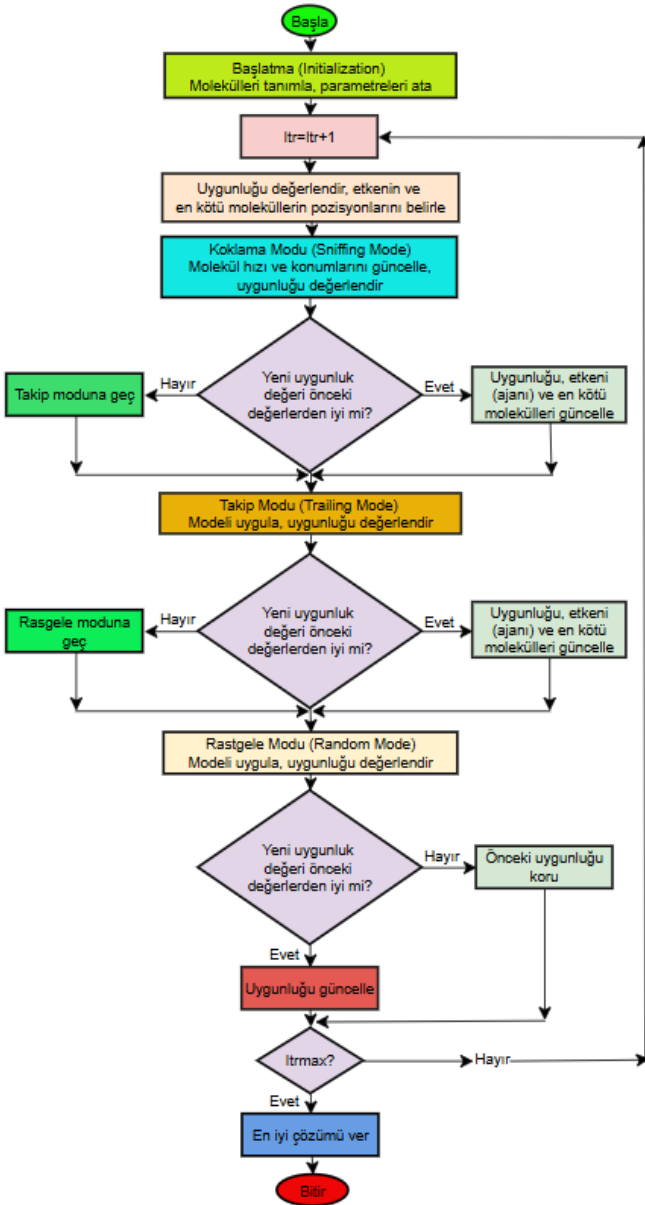 Başla
Başlatma (Initialization)
Molekülleri tanımla, parametreleri ata
Itr=Itr+1
Uygunluğu değerlendir, etkenin ve
en kötü moleküllerin pozisyonlarını belirle
Koklama Modu (Sniffing Mode)
Molekül hızı ve konumlarını güncelle,
uygunluğu değerlendir
Yeni uygunluk
değeri önceki
değerlerden iyi mi?
Hayır
Takip moduna geç
Evet
Uygunluğu, etkeni
(ajanı) ve en kötü
molekülleri güncelle
Takip Modu (Trailing Mode)
Modeli uygula, uygunluğu değerlendir
Yeni uygunluk
değeri önceki
değerlerden iyi mi?
Hayır
Rasgele moduna
geç
Evet
Uygunluğu, etkeni
(ajanı) ve en kötü
molekülleri güncelle
Rastgele Modu (Random Mode)
Modeli uygula, uygunluğu değerlendir
Yeni uygunluk
değeri önceki
değerlerden iyi mi?
Hayır
Önceki uygunluğu
koru
Evet
Uygunluğu güncelle
Itrmax?
Hayır
Evet
En iyi çözümü ver
Bitir